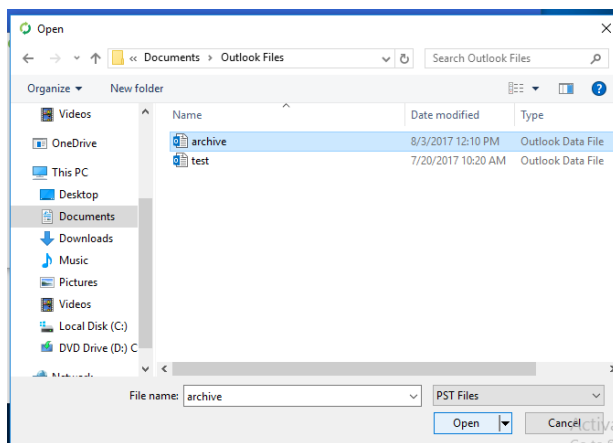 Open
« Documents > Outlook Files
Search Outlook Files
Organize
New folder
Name
Date modified
Type
archive
8/3/2017 12:10 PM
Outlook Data File
test
7/20/2017 10:20 AM
Outlook Data File
Videos
OneDrive
This PC
Desktop
Documents
Downloads
Music
Pictures
Videos
Local Disk (C:)
DVD Drive (D:) C
File name:
archive
PST Files
Open
Cancel